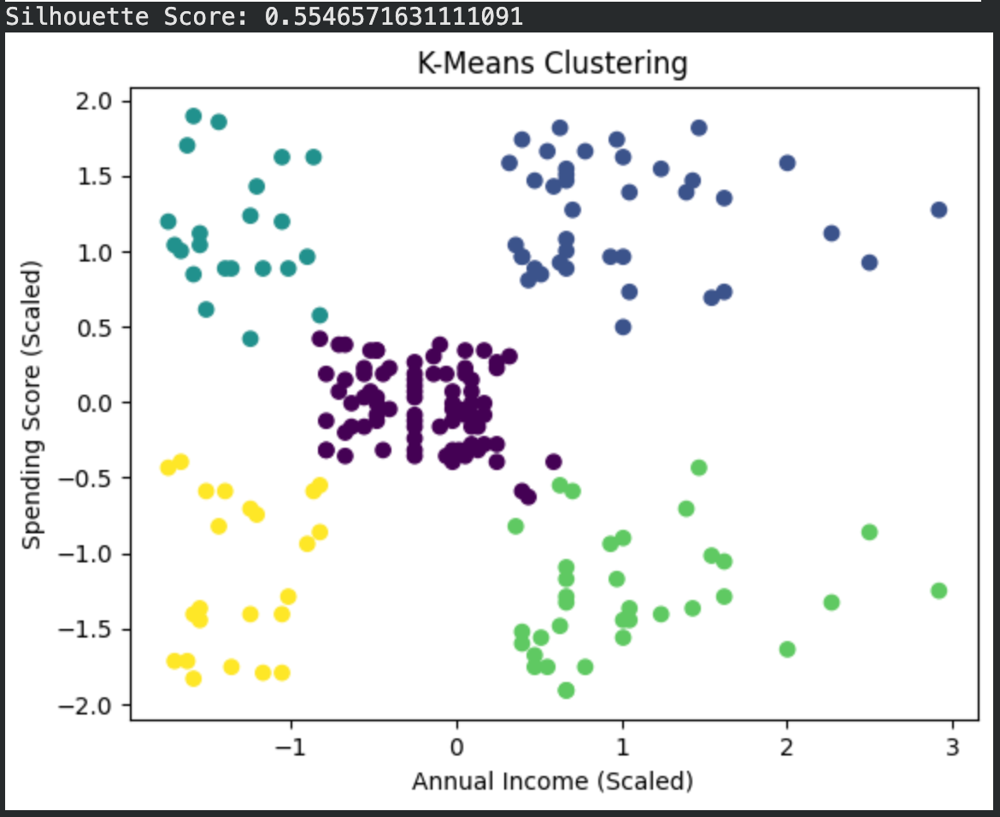 Silhouette Score: 0.5546571631111091
K-Means Clustering
2.0
1.5
1.0
0.5
0.0
−0.5
−1.0
−1.5
−2.0
Spending Score (Scaled)
−1 0 1 2 3
Annual Income (Scaled)